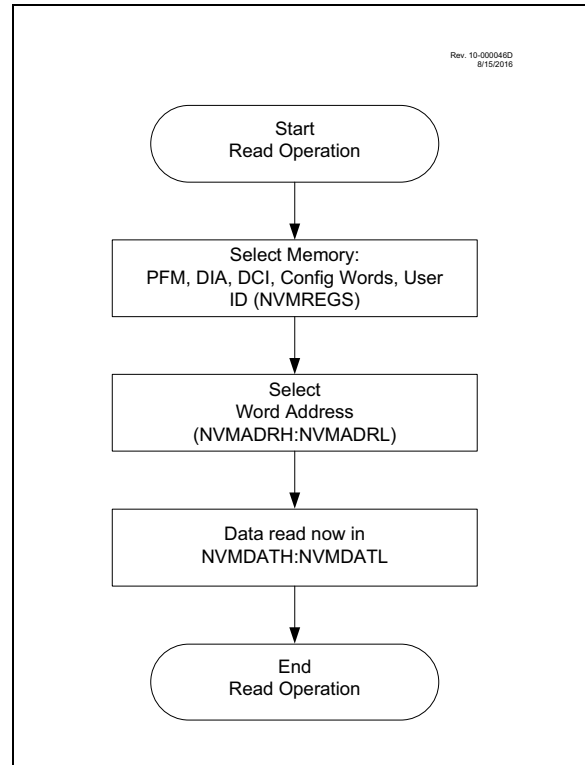 Rev. 10-000046D
8/15/2016
Start
Read Operation
Select Memory:
PFM, DIA, DCI, Config Words, User
ID (NVMREGS)
Select
Word Address
(NVMADRH:NVMADRL)
Data read now in
NVMDATH:NVMDATL
End
Read Operation